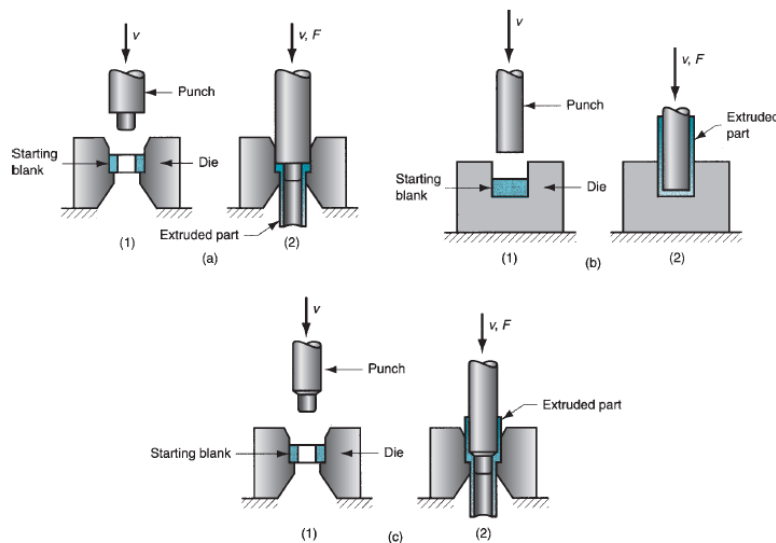 v
Punch
Starting
blank
Die
(1)
v, F
Extruded part
(2)
(a)
v
Punch
Starting
blank
Die
(1)
v, F
Extruded
part
(2)
(b)
v
Punch
Starting blank
Die
(1)
v, F
Extruded part
(2)
(c)